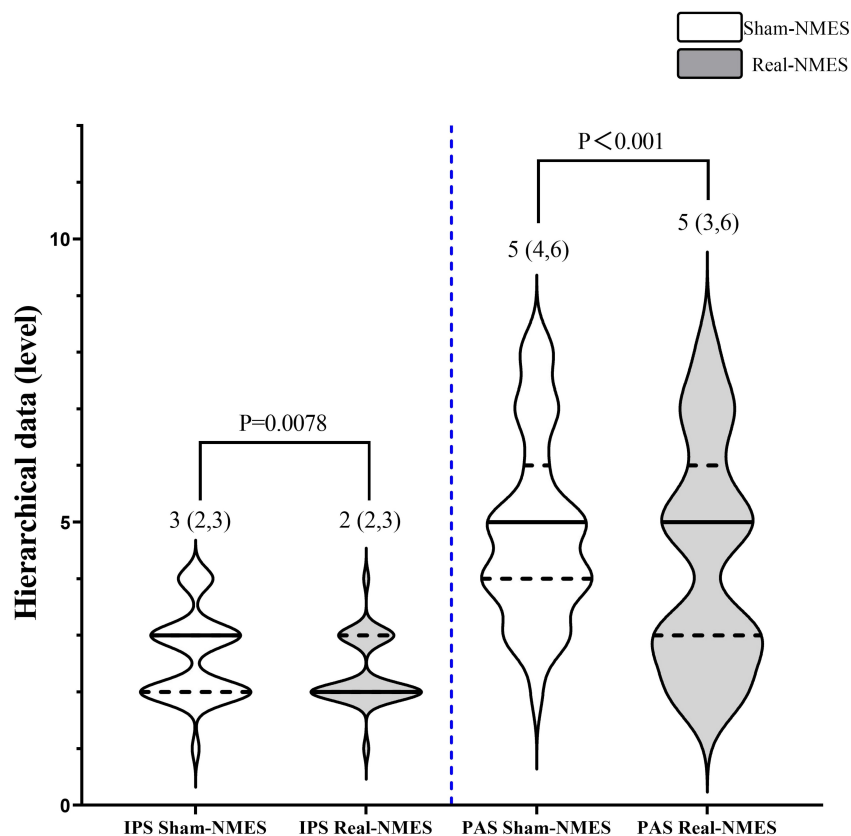 Sham-NMES
Real-NMES
P<0.001
5 (4,6)
5 (3,6)
P=0.0078
3 (2,3)
2 (2,3)
Hierarchical data (level)
10
5
0
IPS Sham-NMES
IPS Real-NMES
PAS Sham-NMES
PAS Real-NMES